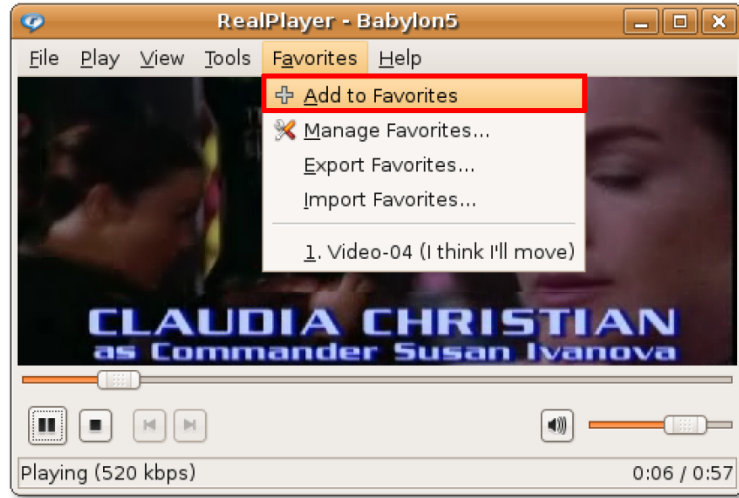 RealPlayer - Babylon5
File Play View Tools Favorites Help
Add to Favorites
Manage Favorites...
Export Favorites...
Import Favorites...
1. Video-04 (I think I'll move)
CLAUDIA CHRISTIAN
as Commander Susan Ivanova
Playing (520 kbps) 0:06 / 0:57